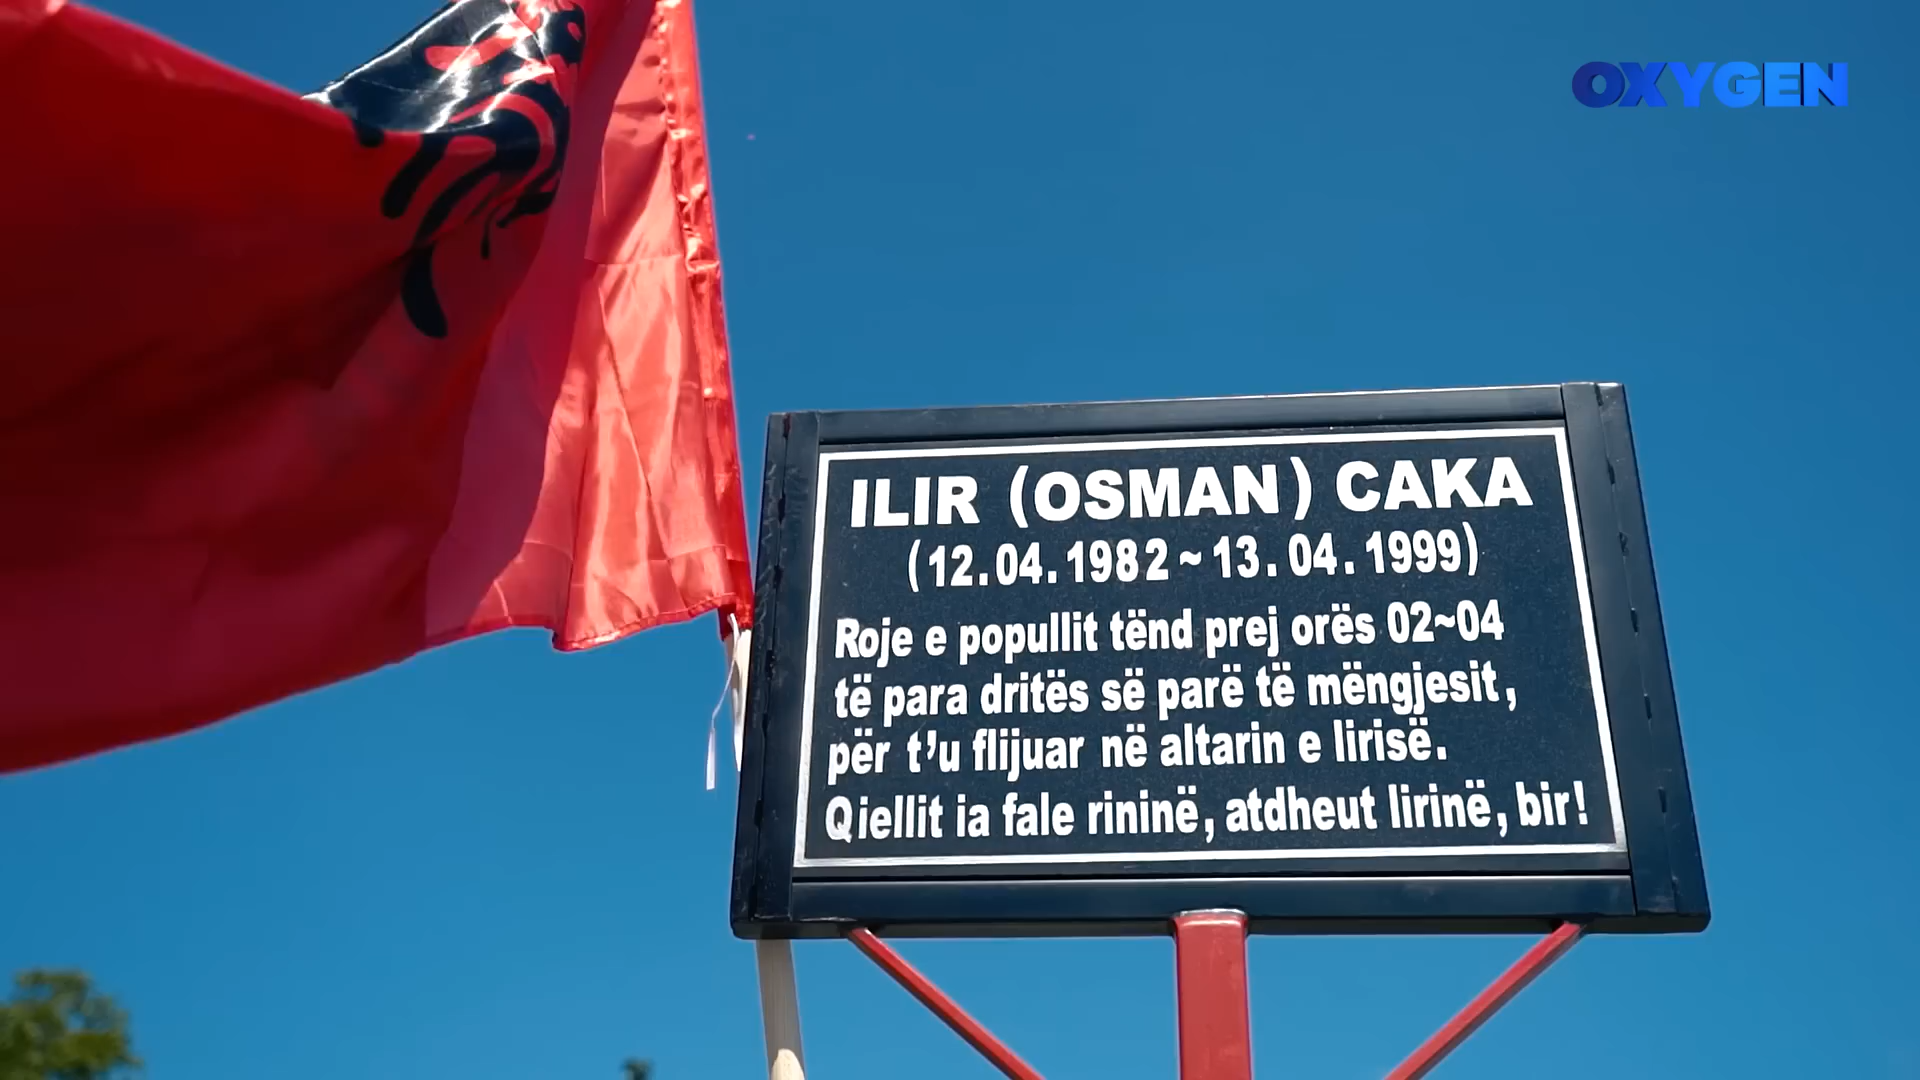 OXYGEN
ILIR (OSMAN) CAKA
(12.04.1982~13.04.1999)
Roje e popullit tënd prej orës 02~04
të para dritës së parë të mëngjesit,
për t'u flijuar në altarin e lirisë.
Qiellit ia fale rininë, atdheut lirinë, bir!